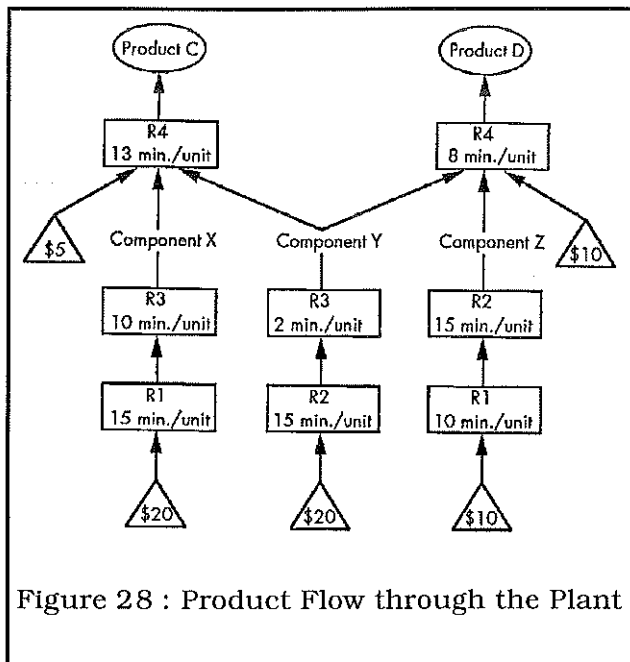 Product C
Product D
R4
13 min./unit
R4
8 min./unit
$5
Component X
Component Y
Component Z
$10
R3
10 min./unit
R3
2 min./unit
R2
15 min./unit
R1
15 min./unit
R2
15 min./unit
R1
10 min./unit
$20
$20
$10
Figure 28 : Product Flow through the Plant